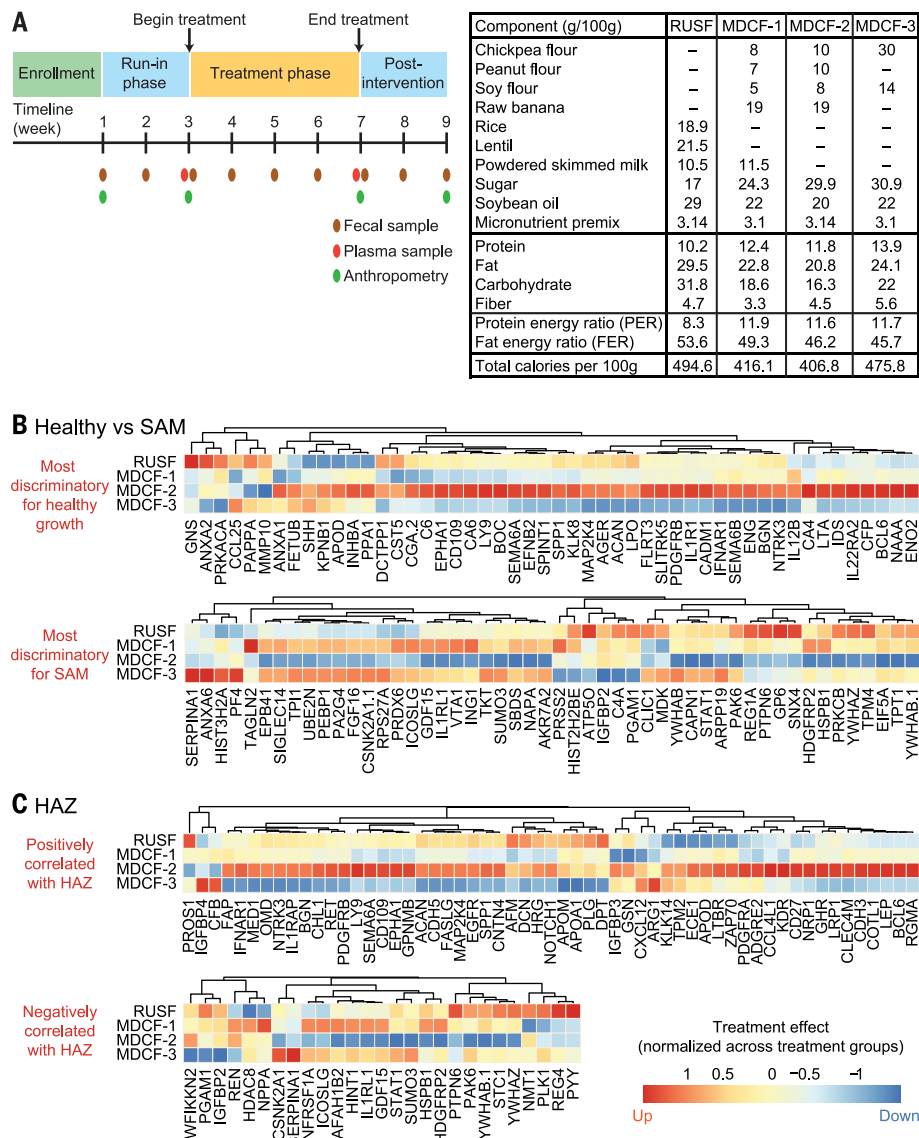 A
Begin treatment
End treatment
Enrollment
Run-in phase
Treatment phase
Post-intervention
Timeline (week)
1 2 3 4 5 6 7 8 9
Fecal sample
Plasma sample
Anthropometry
Component (g/100g) RUSF MDCF-1 MDCF-2 MDCF-3
Chickpea flour – 8 10 30
Peanut flour – 7 10 –
Soy flour – 5 8 14
Raw banana – 19 19 –
Rice 18.9 – – –
Lentil 21.5 – – –
Powdered skimmed milk 10.5 11.5 – –
Sugar 17 24.3 29.9 30.9
Soybean oil 29 22 20 22
Micronutrient premix 3.14 3.1 3.14 3.1
Protein 10.2 12.4 11.8 13.9
Fat 29.5 22.8 20.8 24.1
Carbohydrate 31.8 18.6 16.3 22
Fiber 4.7 3.3 4.5 5.6
Protein energy ratio (PER) 8.3 11.9 11.6 11.7
Fat energy ratio (FER) 53.6 49.3 46.2 45.7
Total calories per 100g 494.6 416.1 406.8 475.8
B Healthy vs SAM
Most discriminatory for healthy growth
RUSF
MDCF-1
MDCF-2
MDCF-3
GNS ANXA2 PRKACA CCL25 PAPPA MMP10 ANXA1 FETUB SHH KPNB1 APOD INHBA PPA1 DCTPP1 CST5 CGA.2 C6 EPHA1 CD109 CA6 LY9 BOC SEMA6A EFNB2 SPINT1 SPP1 KLK8 MAP2K4 AGER ACAN LPO FLRT3 SLITRK5 PDGFRB IL1R1 CADM1 IFNAR1 SEMA6B ENG BGN NTRK3 IL12B CA4 LTA IDS IL22RA2 CFP BCL6 NAAA ENO2
Most discriminatory for SAM
RUSF
MDCF-1
MDCF-2
MDCF-3
SERPINA1 ANXA6 HIST3H2A PF4 TAGLN2 EPB41 SIGLEC14 TPI1 UBE2N PEBP1 PA2G4 FGF16 CSNK2A1.1 RPS27A PRDX6 ICOSLG GDF15 IL1RL1 VTA1 ING1 TKT SUMO3 SBDS NAPA AKR7A2 PRSS2 HIST2H2BE ATP5O IGFBP2 C4A PGAM1 CLIC1 MDK YWHAB CAPN1 STAT1 ARPP19 PAK6 REG1A PTPN6 GP6 SNX4 HDGFRP2 HSPB1 PRKCB YWHAZ TPM4 EIF5A TPT1 YWHAB.1
C HAZ
Positively correlated with HAZ
RUSF
MDCF-1
MDCF-2
MDCF-3
PROS1 IGFBP4 CFB FAP IFNAR1 MED1 OMD NTRK3 IL1RAP BGN CHL1 RET PDGFRB LY9 SEMA6A CD109 EPHA1 GPNMB ACAN CDON FASLG MAP2K4 EGFR SPP1 CNTN4 AFM DCN HRG NOTCH1 APOM APOA1 PLG DPT IGFBP3 GSN CXCL12 ARG1 KLK14 TPM2 ECE1 APOD LTBR ZAP70 PDGFRA ADGRE2 CCL4L1 KDR CD27 NRP1 GHR LRP1 CLEC4M CDH3 COTL1 LEP BCL6 RGMA
Negatively correlated with HAZ
RUSF
MDCF-1
MDCF-2
MDCF-3
WFIKKN2 PGAM1 IGFBP2 REN HDAC8 NPPA CSNK2A1 SERPINA1 NFRSF1A ICOSLG AFAH1B2 HINT1 IL1RL1 GDF15 STAT1 SUMO3 HSPB1 HDGFRP2 PTPN6 PAK6 YWHAB.1 STC1 YWHAZ NMT1 PLK1 REG4 PYY
Treatment effect
(normalized across treatment groups)
1 0.5 −0.5 −1
Up Down